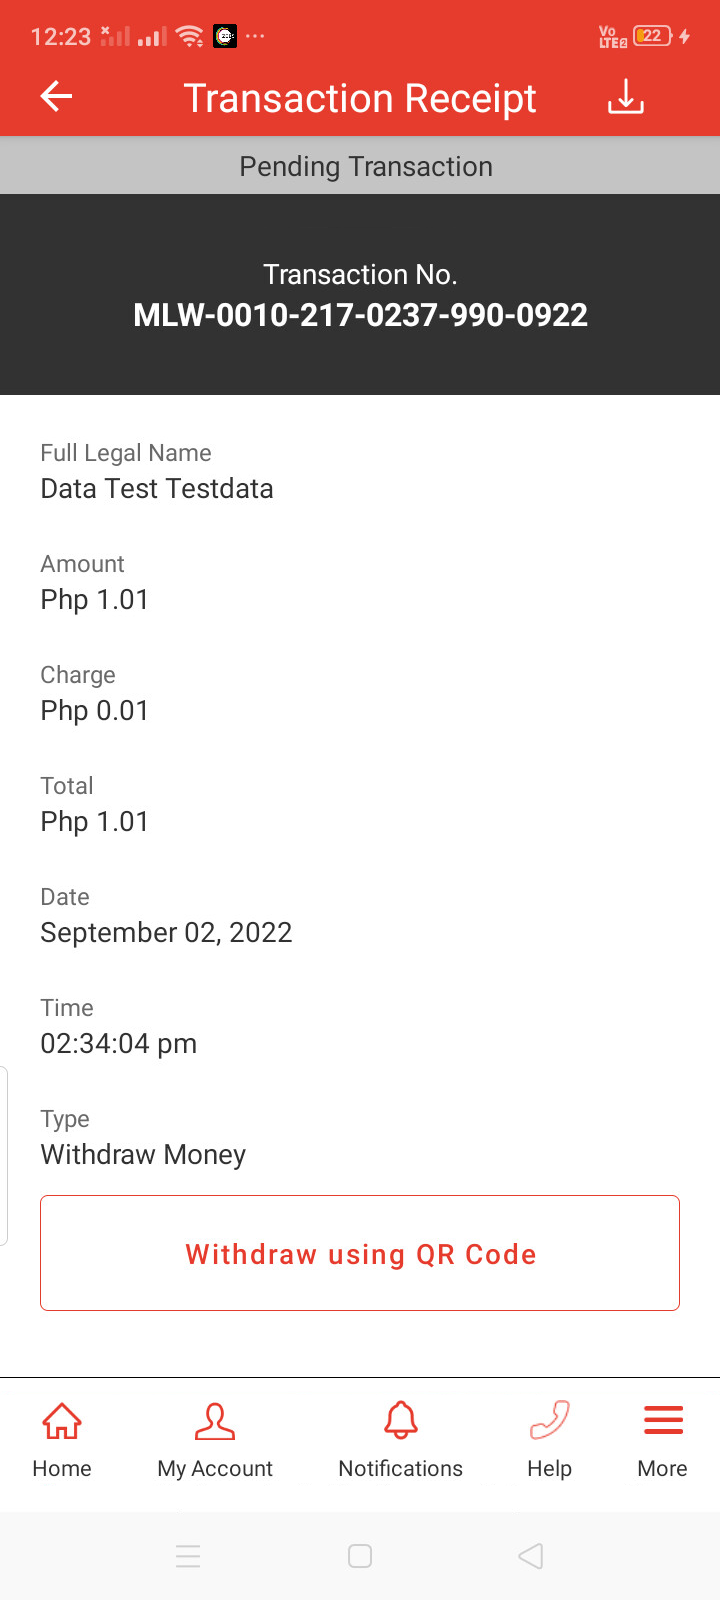 12:23
Vo
LTE2
22
Transaction Receipt
Pending Transaction
Transaction No.
MLW-0010-217-0237-990-0922
Full Legal Name
Data Test Testdata
Amount
Php 1.01
Charge
Php 0.01
Total
Php 1.01
Date
September 02, 2022
Time
02:34:04 pm
Type
Withdraw Money
Withdraw using QR Code
Home
My Account
Notifications
Help
More